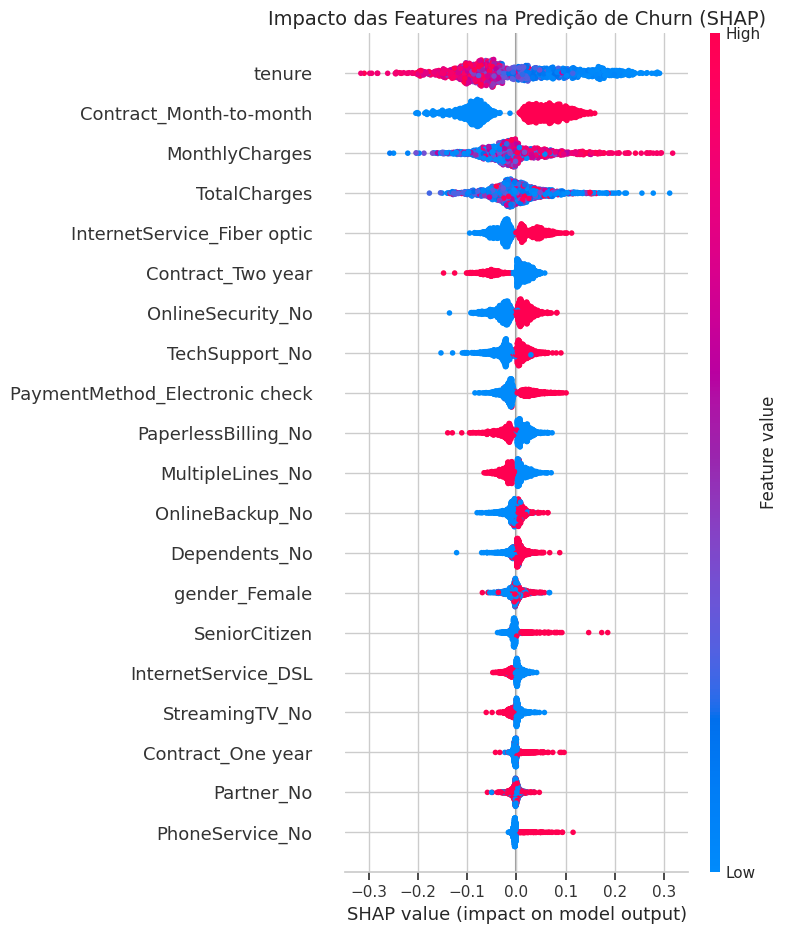 Impacto das Features na Predição de Churn (SHAP)
High
tenure
Contract_Month-to-month
MonthlyCharges
TotalCharges
InternetService_Fiber optic
Contract_Two year
OnlineSecurity_No
TechSupport_No
PaymentMethod_Electronic check
PaperlessBilling_No
MultipleLines_No
OnlineBackup_No
Dependents_No
gender_Female
SeniorCitizen
InternetService_DSL
StreamingTV_No
Contract_One year
Partner_No
PhoneService_No
Feature value
Low
−0.3 −0.2 −0.1 0.0 0.1 0.2 0.3
SHAP value (impact on model output)